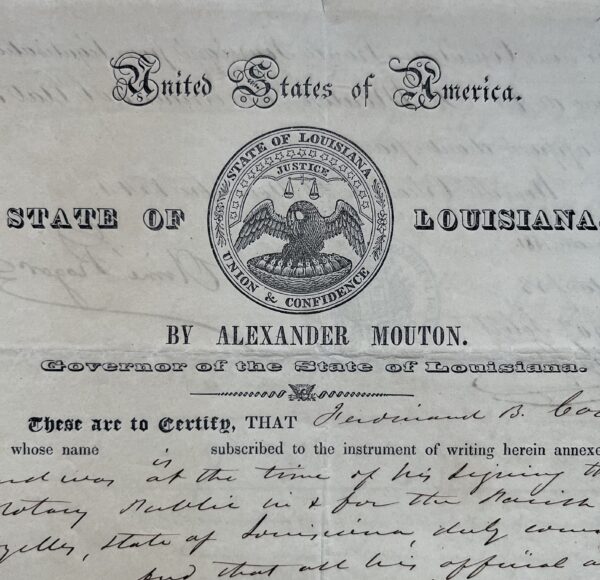 United States of America.
STATE OF LOUISIANA
JUSTICE
UNION & CONFIDENCE
STATE OF LOUISIANA.
BY ALEXANDER MOUTON.
Governor of the State of Louisiana.
These are to Certify, THAT Ferdinand B.
is
whose name subscribed to the instrument of writing herein annexe
and was at the time of his signing th
Notary Public in & for the Parish
State of Louisiana, duly
And that all his official a